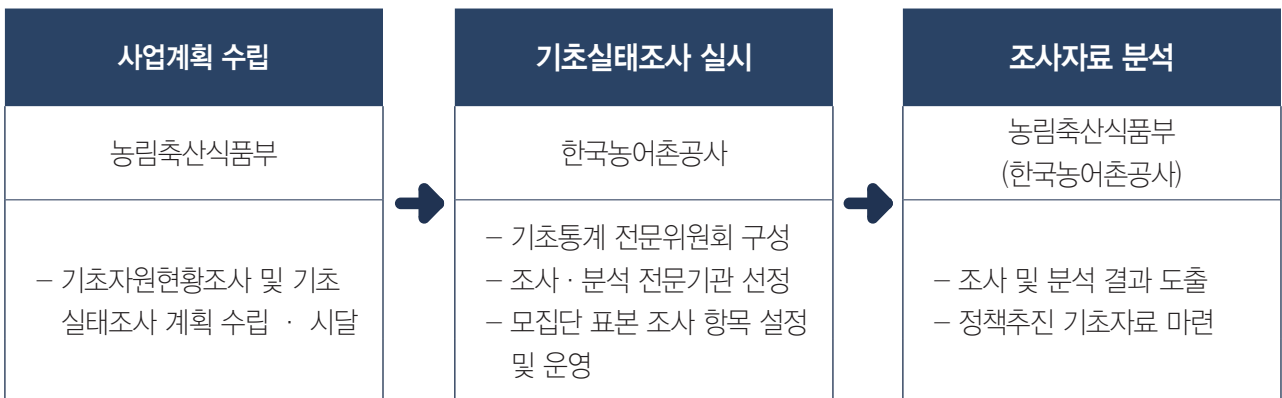 사업계획 수립
농림축산식품부
– 기초자원현황조사 및 기초
실태조사 계획 수립 · 시달
기초실태조사 실시
한국농어촌공사
– 기초통계 전문위원회 구성
– 조사 · 분석 전문기관 선정
– 모집단 표본 조사 항목 설정
및 운영
조사자료 분석
농림축산식품부
(한국농어촌공사)
– 조사 및 분석 결과 도출
– 정책추진 기초자료 마련